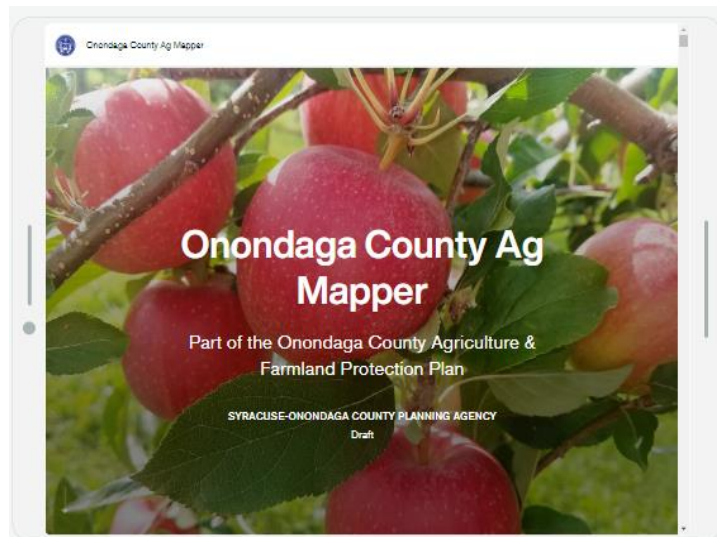 Onondaga County Ag Mapper
Onondaga County Ag
Mapper
Part of the Onondaga County Agriculture &
Farmland Protection Plan
SYRACUSE-ONONDAGA COUNTY PLANNING AGENCY
Draft